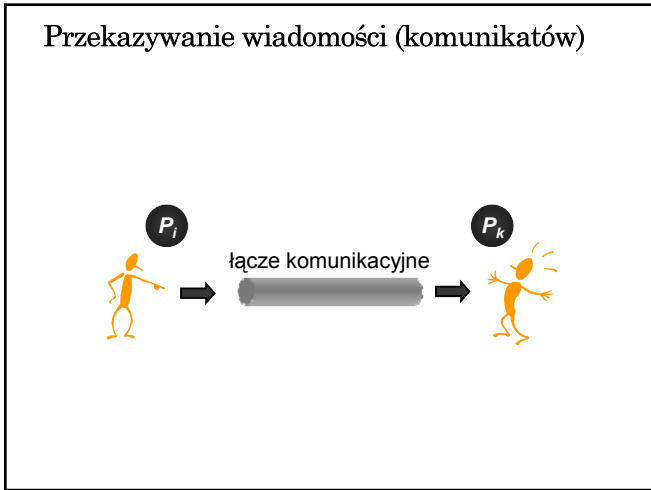 Przekazywanie wiadomości (komunikatów)
Pi
Pk
łącze komunikacyjne